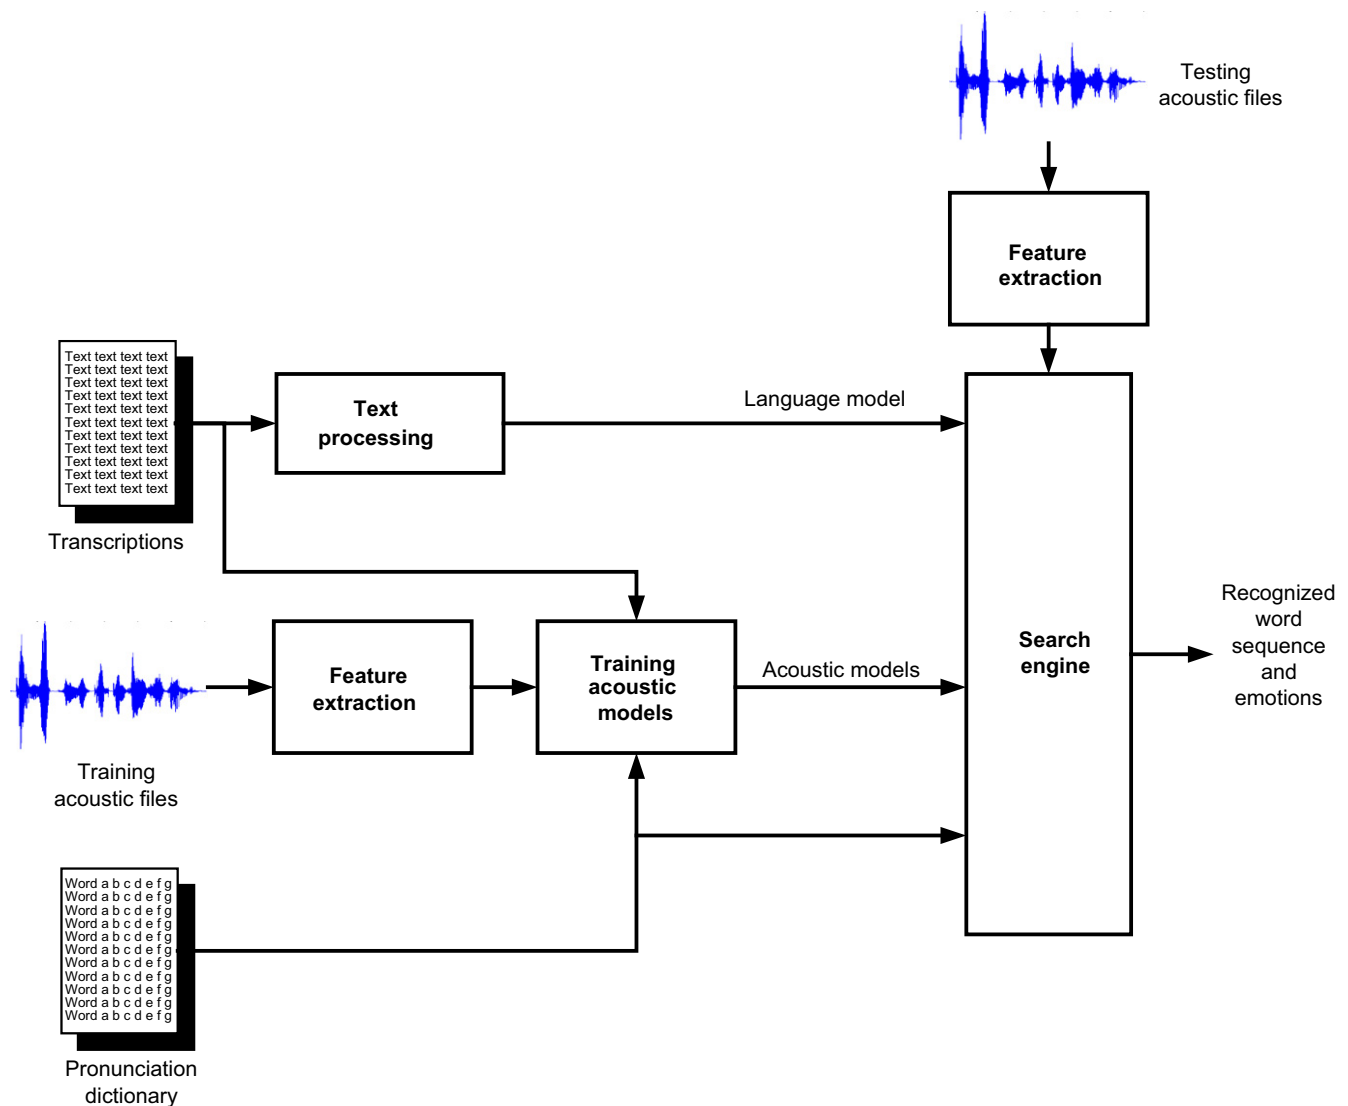 Testing
acoustic files
Feature
extraction
Text text text text
Text text text text
Text text text text
Text text text text
Text text text text
Text text text text
Text text text text
Text text text text
Text text text text
Text text text text
Text text text text
Transcriptions
Text
processing
Language model
Training
acoustic files
Feature
extraction
Training
acoustic
models
Acoustic models
Search
engine
Recognized
word
sequence
and
emotions
Word a b c d e f g
Word a b c d e f g
Word a b c d e f g
Word a b c d e f g
Word a b c d e f g
Word a b c d e f g
Word a b c d e f g
Word a b c d e f g
Word a b c d e f g
Word a b c d e f g
Word a b c d e f g
Pronunciation
dictionary